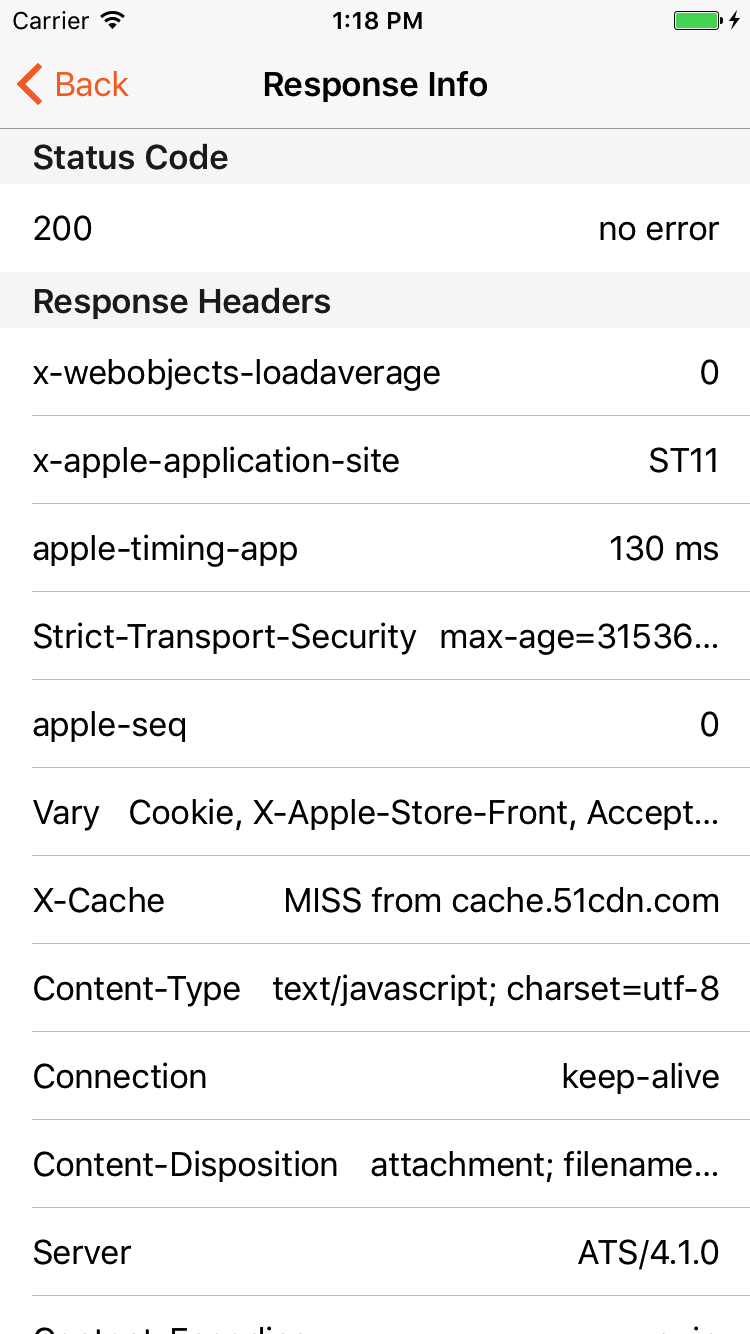 Carrier 1:18 PM
Back Response Info
Status Code
200 no error
Response Headers
x-webobjects-loadaverage 0
x-apple-application-site ST11
apple-timing-app 130 ms
Strict-Transport-Security max-age=31536...
apple-seq 0
Vary Cookie, X-Apple-Store-Front, Accept...
X-Cache MISS from cache.51cdn.com
Content-Type text/javascript; charset=utf-8
Connection keep-alive
Content-Disposition attachment; filename...
Server ATS/4.1.0